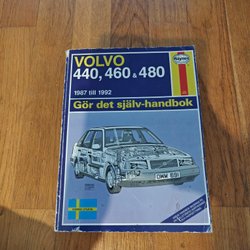 VOLVO
Haynes
440, 460 & 480
1987 till 1992
Gör det själv-handbok